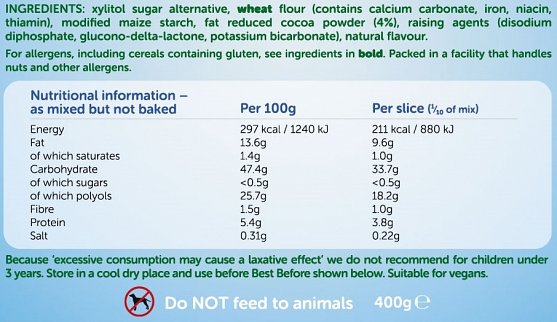 INGREDIENTS: xylitol sugar alternative, wheat flour (contains calcium carbonate, iron, niacin,
thiamin), modified maize starch, fat reduced cocoa powder (4%), raising agents (disodium
diphosphate, glucono-delta-lactone, potassium bicarbonate), natural flavour.
For allergens, including cereals containing gluten, see ingredients in bold. Packed in a facility that handles
nuts and other allergens.
Nutritional information –
as mixed but not baked Per 100g Per slice (1/10 of mix)
Energy 297 kcal / 1240 kJ 211 kcal / 880 kJ
Fat 13.6g 9.6g
of which saturates 1.4g 1.0g
Carbohydrate 47.4g 33.7g
of which sugars <0.5g <0.5g
of which polyols 25.7g 18.2g
Fibre 1.5g 1.0g
Protein 5.4g 3.8g
Salt 0.31g 0.22g
Because 'excessive consumption may cause a laxative effect' we do not recommend for children under
3 years. Store in a cool dry place and use before Best Before shown below. Suitable for vegans.
Do NOT feed to animals 400g ℮